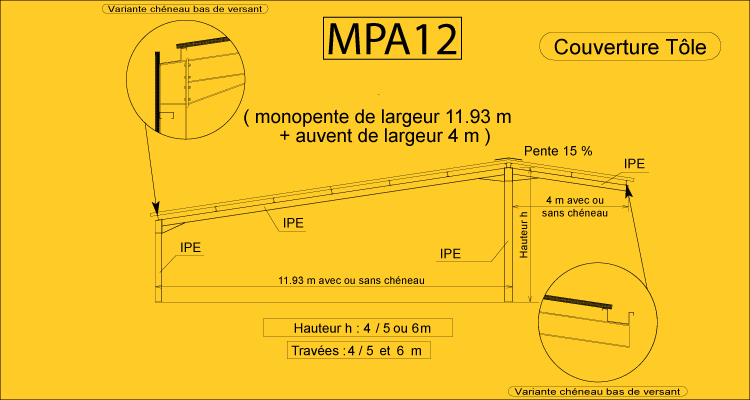 Variante chéneau bas de versant
MPA12
Couverture Tôle
( monopente de largeur 11.93 m
+ auvent de largeur 4 m )
Pente 15 %
IPE
4 m avec ou
sans chéneau
IPE
Hauteur h
IPE
IPE
11.93 m avec ou sans chéneau
Hauteur h : 4 / 5 ou 6m
Travées : 4 / 5 et 6 m
Variante chéneau bas de versant